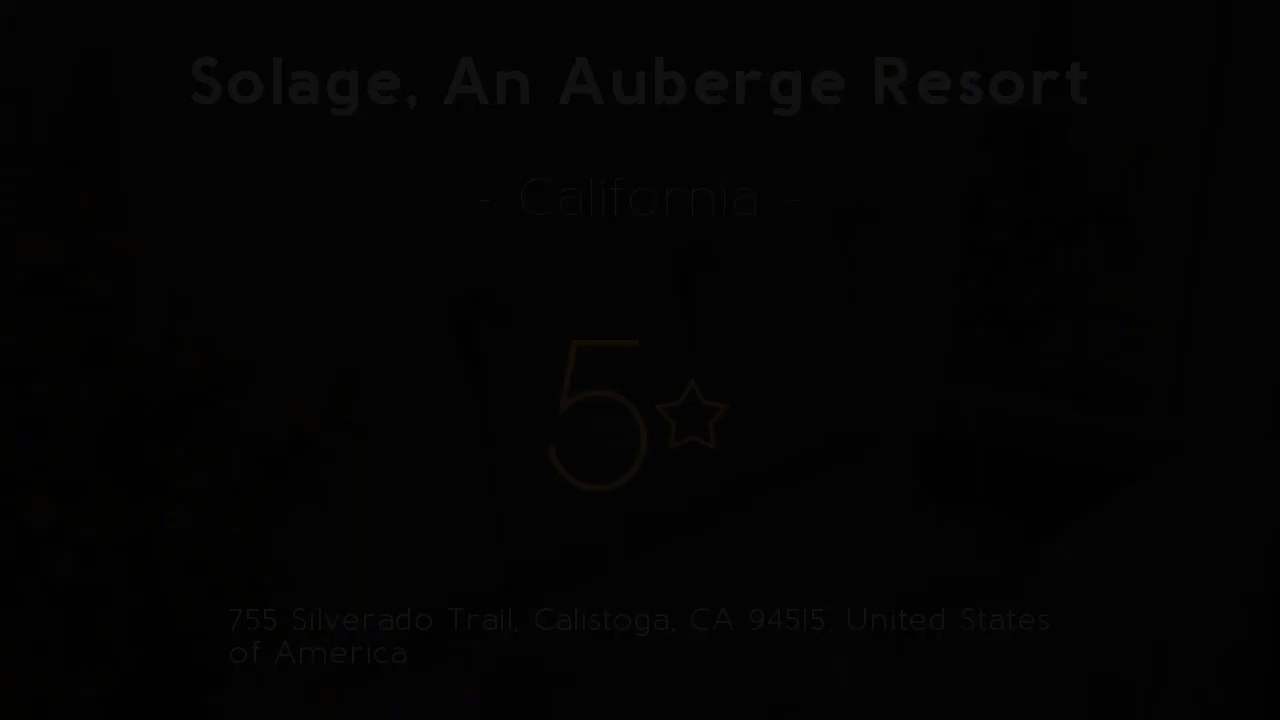 Solage, An Auberge Resort
- California -
5
755 Silverado Trail, Calistoga, CA 94515, United States
of America